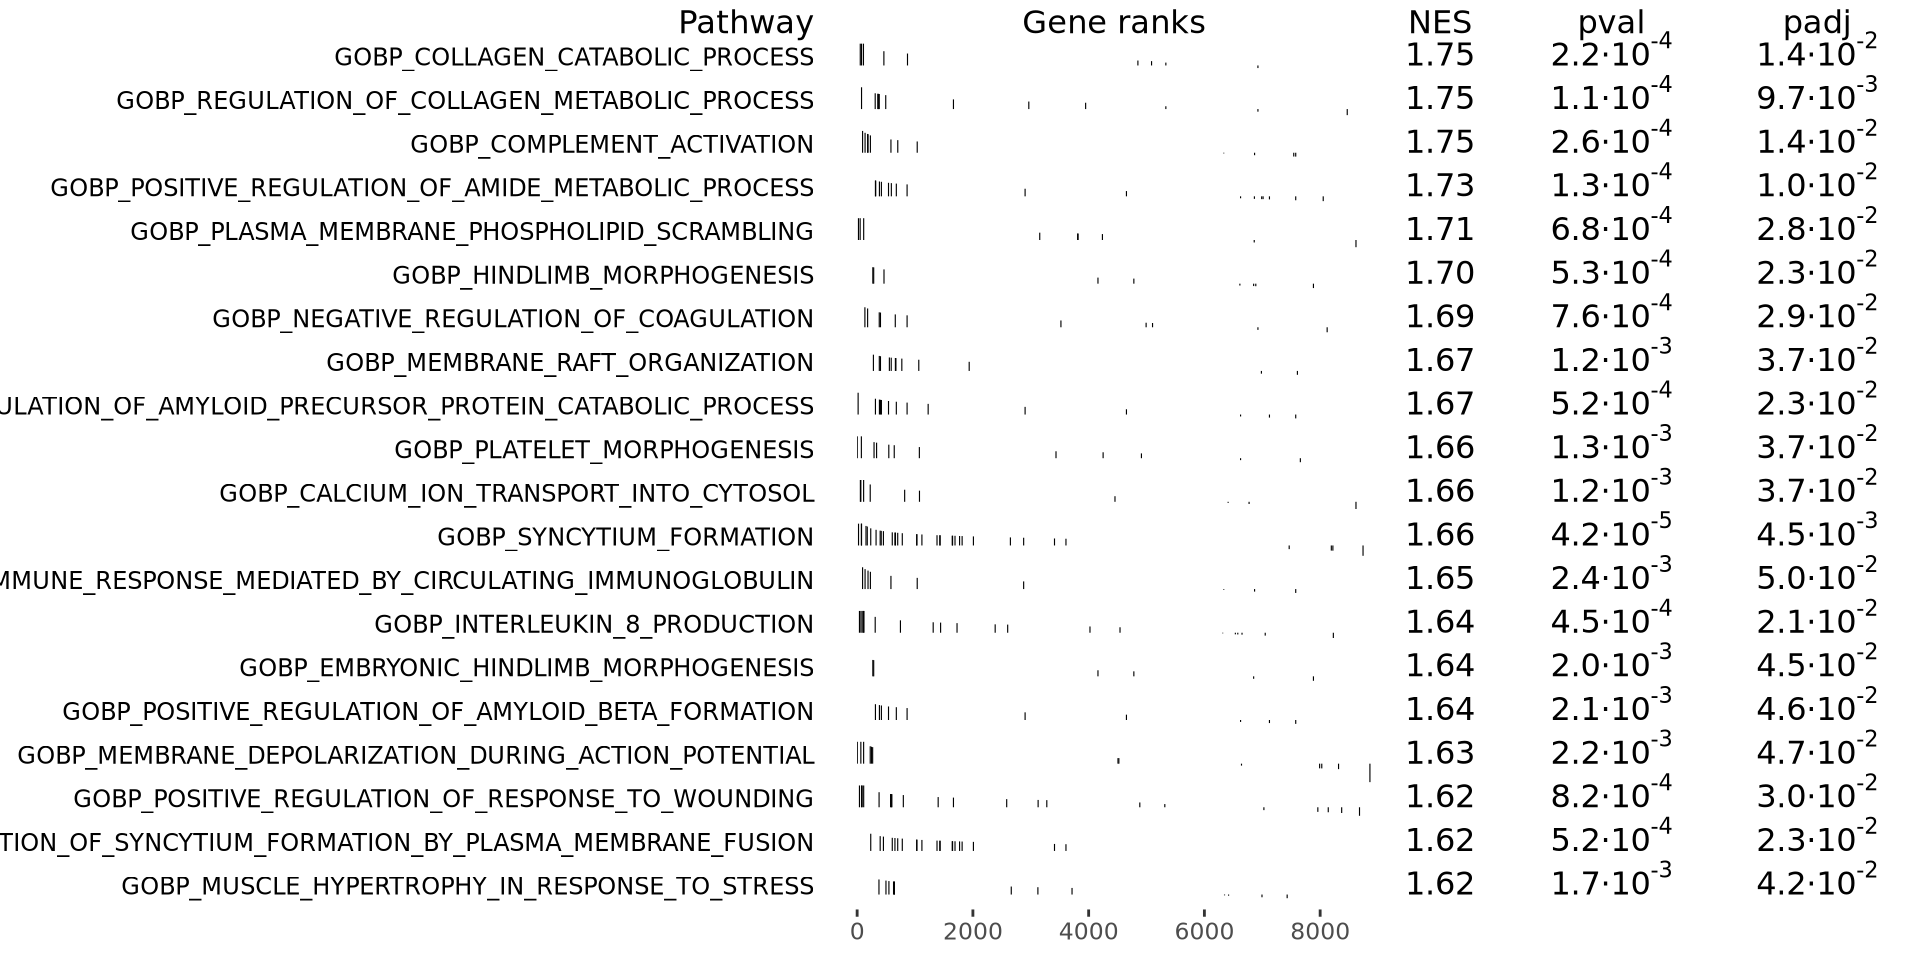 Pathway Gene ranks NES pval padj
GOBP_COLLAGEN_CATABOLIC_PROCESS 1.75 2.2·10-4 1.4·10-2
GOBP_REGULATION_OF_COLLAGEN_METABOLIC_PROCESS 1.75 1.1·10-4 9.7·10-3
GOBP_COMPLEMENT_ACTIVATION 1.75 2.6·10-4 1.4·10-2
GOBP_POSITIVE_REGULATION_OF_AMIDE_METABOLIC_PROCESS 1.73 1.3·10-4 1.0·10-2
GOBP_PLASMA_MEMBRANE_PHOSPHOLIPID_SCRAMBLING 1.71 6.8·10-4 2.8·10-2
GOBP_HINDLIMB_MORPHOGENESIS 1.70 5.3·10-4 2.3·10-2
GOBP_NEGATIVE_REGULATION_OF_COAGULATION 1.69 7.6·10-4 2.9·10-2
GOBP_MEMBRANE_RAFT_ORGANIZATION 1.67 1.2·10-3 3.7·10-2
ULATION_OF_AMYLOID_PRECURSOR_PROTEIN_CATABOLIC_PROCESS 1.67 5.2·10-4 2.3·10-2
GOBP_PLATELET_MORPHOGENESIS 1.66 1.3·10-3 3.7·10-2
GOBP_CALCIUM_ION_TRANSPORT_INTO_CYTOSOL 1.66 1.2·10-3 3.7·10-2
GOBP_SYNCYTIUM_FORMATION 1.66 4.2·10-5 4.5·10-3
MMUNE_RESPONSE_MEDIATED_BY_CIRCULATING_IMMUNOGLOBULIN 1.65 2.4·10-3 5.0·10-2
GOBP_INTERLEUKIN_8_PRODUCTION 1.64 4.5·10-4 2.1·10-2
GOBP_EMBRYONIC_HINDLIMB_MORPHOGENESIS 1.64 2.0·10-3 4.5·10-2
GOBP_POSITIVE_REGULATION_OF_AMYLOID_BETA_FORMATION 1.64 2.1·10-3 4.6·10-2
GOBP_MEMBRANE_DEPOLARIZATION_DURING_ACTION_POTENTIAL 1.63 2.2·10-3 4.7·10-2
GOBP_POSITIVE_REGULATION_OF_RESPONSE_TO_WOUNDING 1.62 8.2·10-4 3.0·10-2
TION_OF_SYNCYTIUM_FORMATION_BY_PLASMA_MEMBRANE_FUSION 1.62 5.2·10-4 2.3·10-2
GOBP_MUSCLE_HYPERTROPHY_IN_RESPONSE_TO_STRESS 1.62 1.7·10-3 4.2·10-2
0 2000 4000 6000 8000